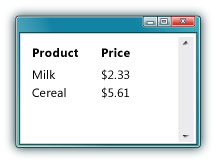 Product Price
Milk $2.33
Cereal $5.61